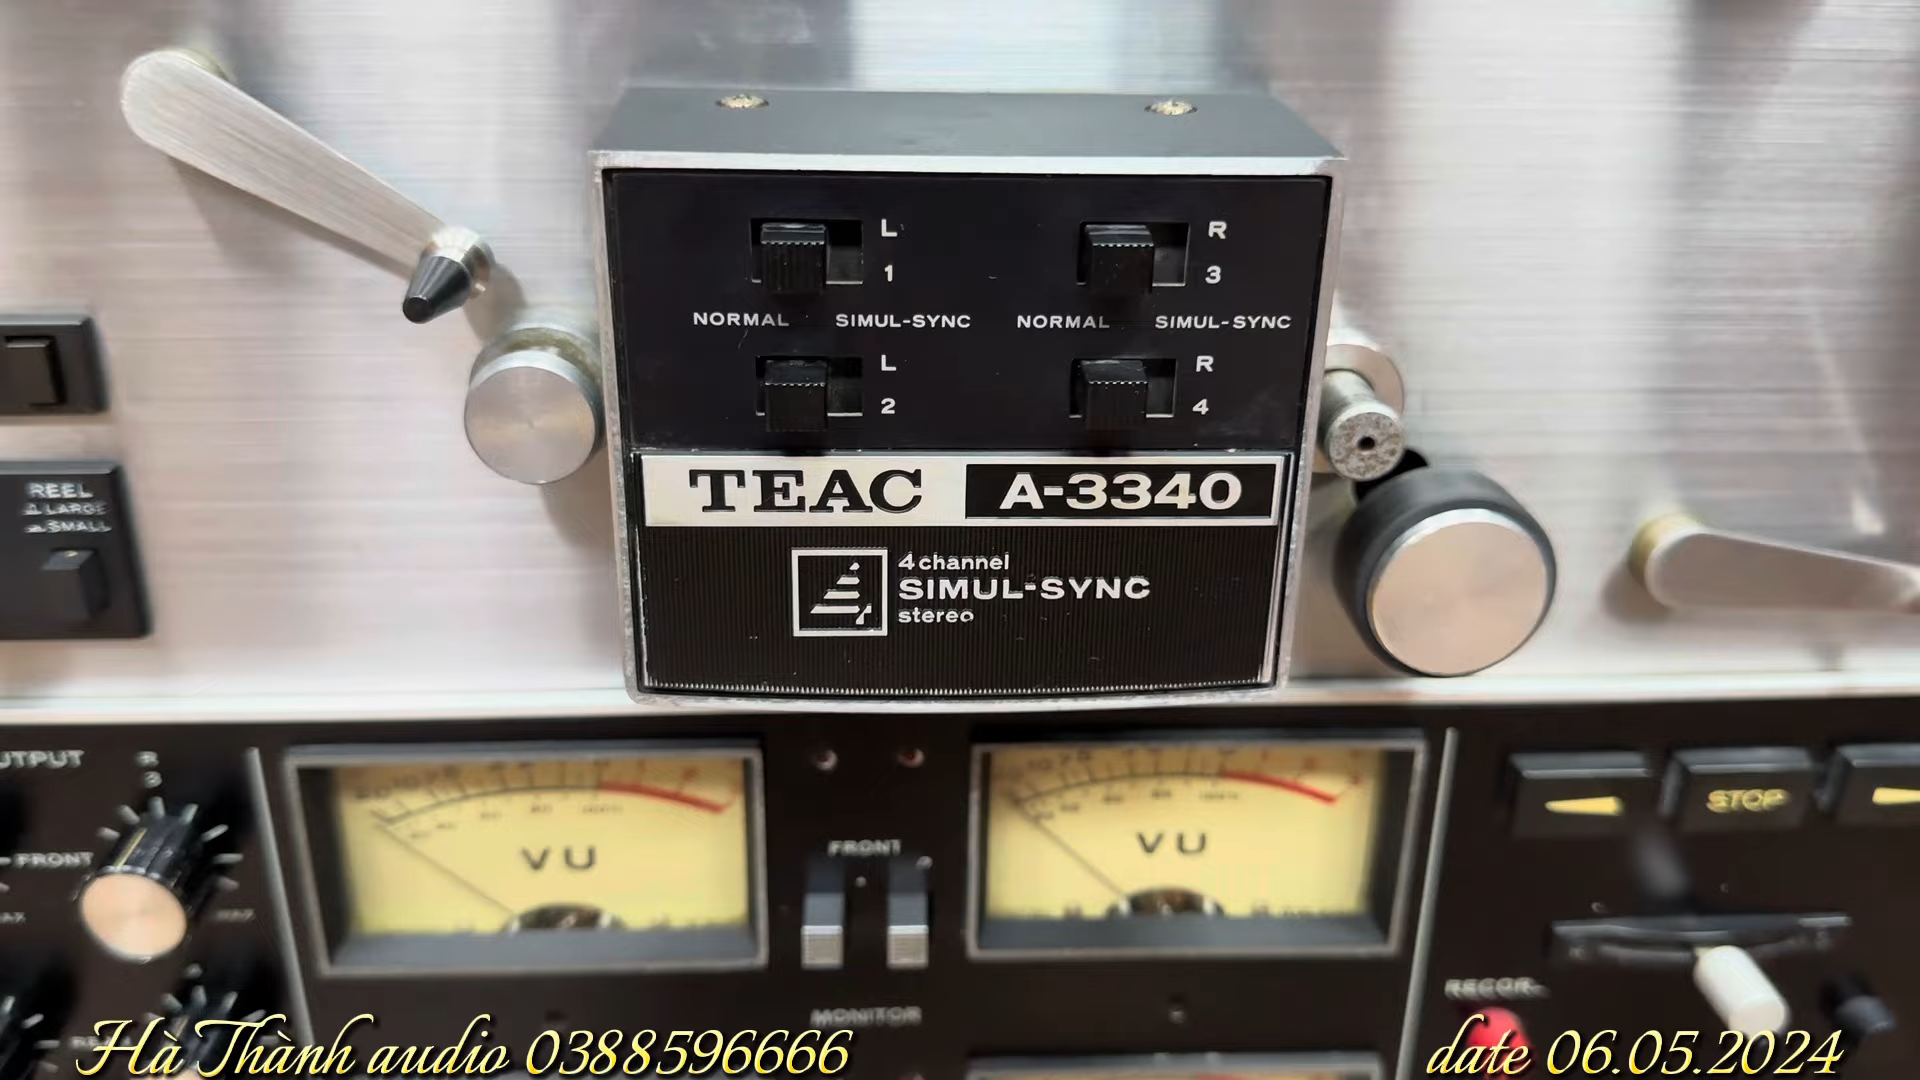 L
R
1
3
NORMAL SIMUL-SYNC NORMAL SIMUL-SYNC
L
R
2
4
REEL
LARGE
SMALL
TEAC A-3340
4 channel
SIMUL-SYNC
stereo
R
3
STOP
VU
VU
FRONT
FRONT
MONITOR
Hà Thành audio 0388596666
date 06.05.2024